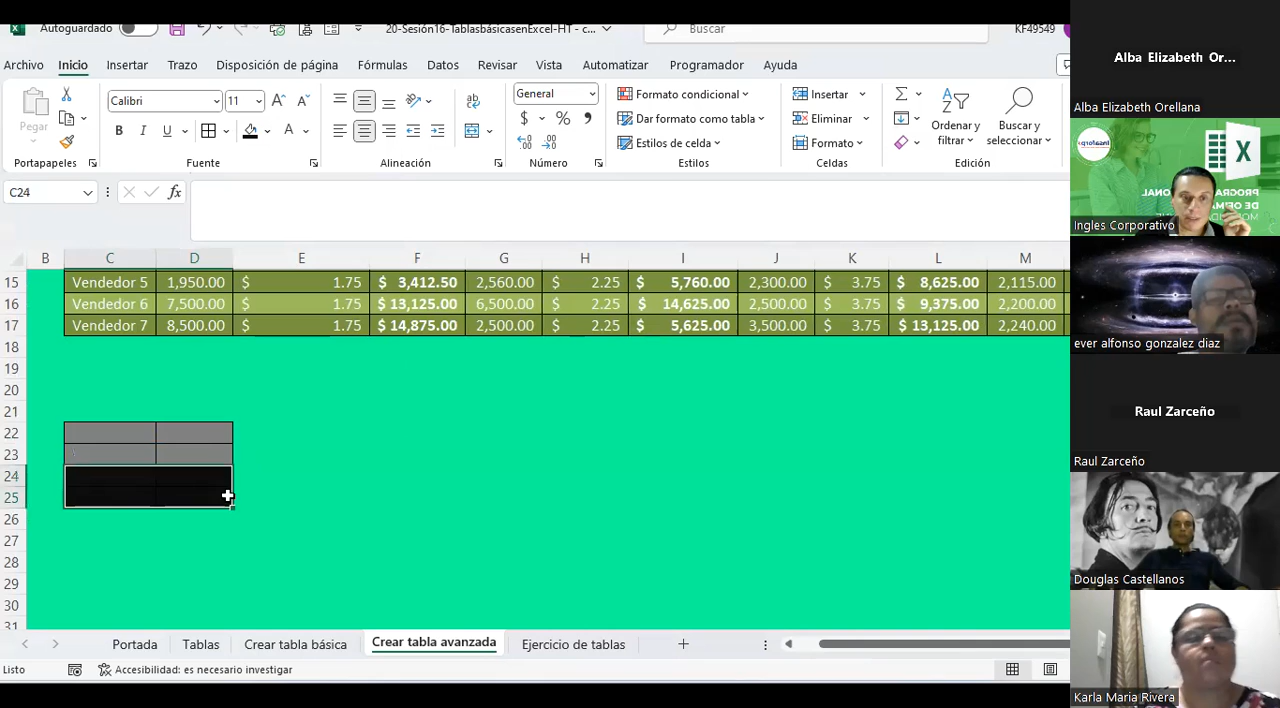 Autoguardado 20-Sesión16-TablasbásicasenExcel-HT - c... Buscar KF49549
Archivo Inicio Insertar Trazo Disposición de página Fórmulas Datos Revisar Vista Automatizar Programador Ayuda
Pegar
Calibri 11
General
Formato condicional
Dar formato como tabla
Estilos de celda
Insertar
Eliminar
Formato
Ordenar y filtrar
Buscar y seleccionar
Portapapeles Fuente Alineación Número Estilos Celdas Edición
C24
fx
B C D E F G H I J K L M
15 Vendedor 5 1,950.00 $ 1.75 $ 3,412.50 2,560.00 $ 2.25 $ 5,760.00 2,300.00 $ 3.75 $ 8,625.00 2,115.00
16 Vendedor 6 7,500.00 $ 1.75 $ 13,125.00 6,500.00 $ 2.25 $ 14,625.00 2,500.00 $ 3.75 $ 9,375.00 2,200.00
17 Vendedor 7 8,500.00 $ 1.75 $ 14,875.00 2,500.00 $ 2.25 $ 5,625.00 3,500.00 $ 3.75 $ 13,125.00 2,240.00
18
19
20
21
22
23
24
25
26
27
28
29
30
31
Portada Tablas Crear tabla básica Crear tabla avanzada Ejercicio de tablas
Listo Accesibilidad: es necesario investigar
Alba Elizabeth Or...
Alba Elizabeth Orellana
Ingles Corporativo
ever alfonso gonzalez diaz
Raul Zarceño
Raul Zarceño
Douglas Castellanos
Karla Maria Rivera